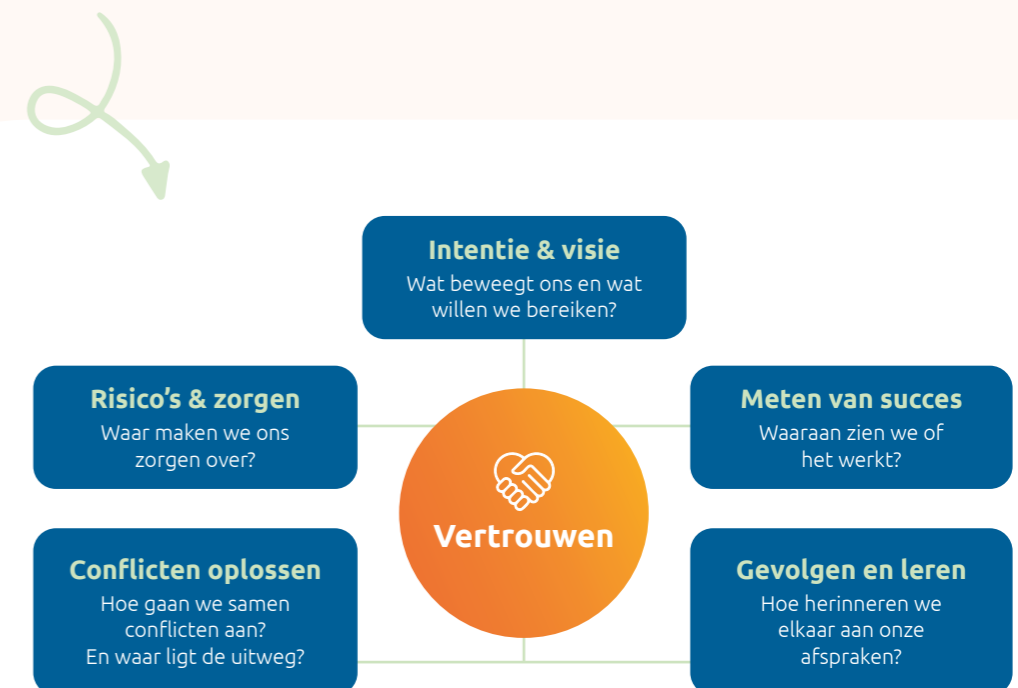 Intentie & visie
Wat beweegt ons en wat
willen we bereiken?
Risico's & zorgen
Waar maken we ons
zorgen over?
Meten van succes
Waaraan zien we of
het werkt?
Vertrouwen
Conflicten oplossen
Hoe gaan we samen
conflicten aan?
En waar ligt de uitweg?
Gevolgen en leren
Hoe herinneren we
elkaar aan onze
afspraken?